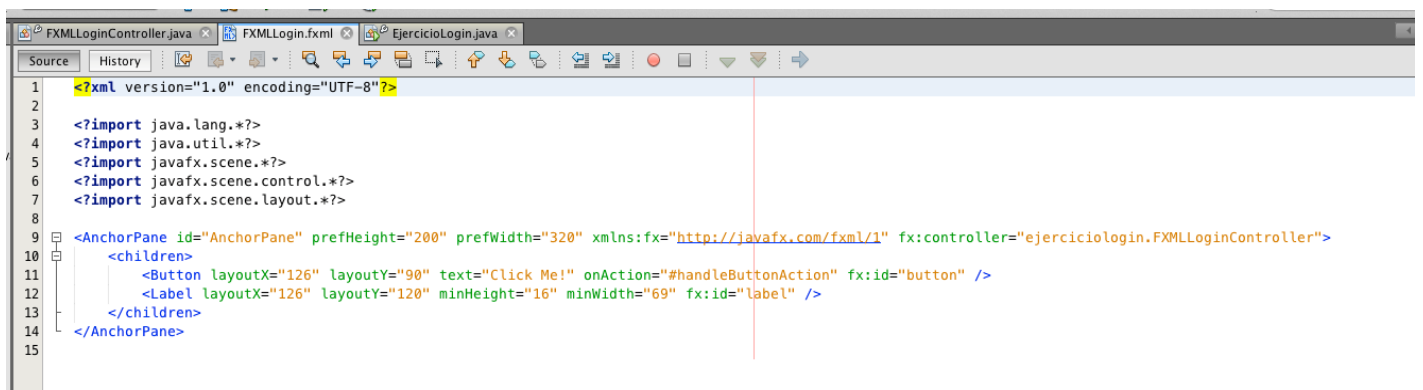 FXMLLoginController.java FXMLLogin.fxml EjercicioLogin.java
Source History
1 <?xml version="1.0" encoding="UTF-8"?>
2
3 <?import java.lang.*?>
4 <?import java.util.*?>
5 <?import javafx.scene.*?>
6 <?import javafx.scene.control.*?>
7 <?import javafx.scene.layout.*?>
8
9 <AnchorPane id="AnchorPane" prefHeight="200" prefWidth="320" xmlns:fx="http://javafx.com/fxml/1" fx:controller="ejerciciologin.FXMLLoginController">
10 <children>
11 <Button layoutX="126" layoutY="90" text="Click Me!" onAction="#handleButtonAction" fx:id="button" />
12 <Label layoutX="126" layoutY="120" minHeight="16" minWidth="69" fx:id="label" />
13 </children>
14 </AnchorPane>
15